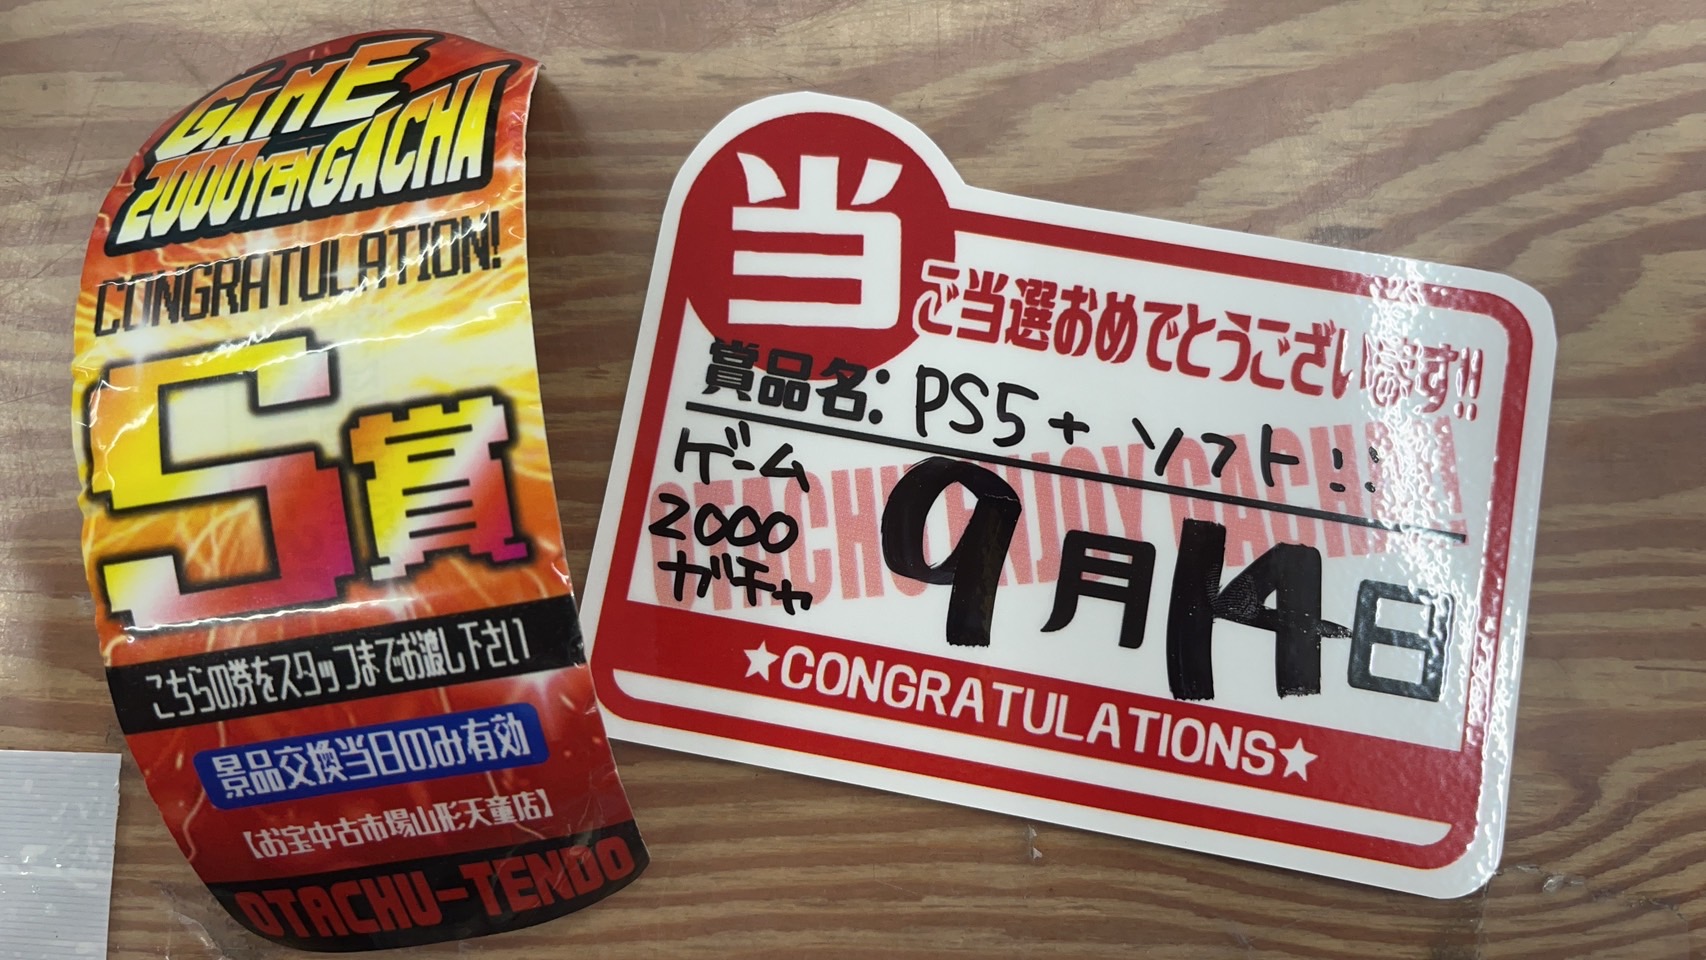 GAME
2000YEN GACHA
CONGRATULATION!
S賞
こちらの券をスタッフまでお渡し下さい
景品交換当日のみ有効
【お宝中古市場山形天童店】
OTACHU-TENDO
当
ご当選おめでとうございます!!
賞品名: PS5+ソフト!!
ゲーム
2000
ガチャ
9月14日
OTACHU ENJOY GACHA
★CONGRATULATIONS★